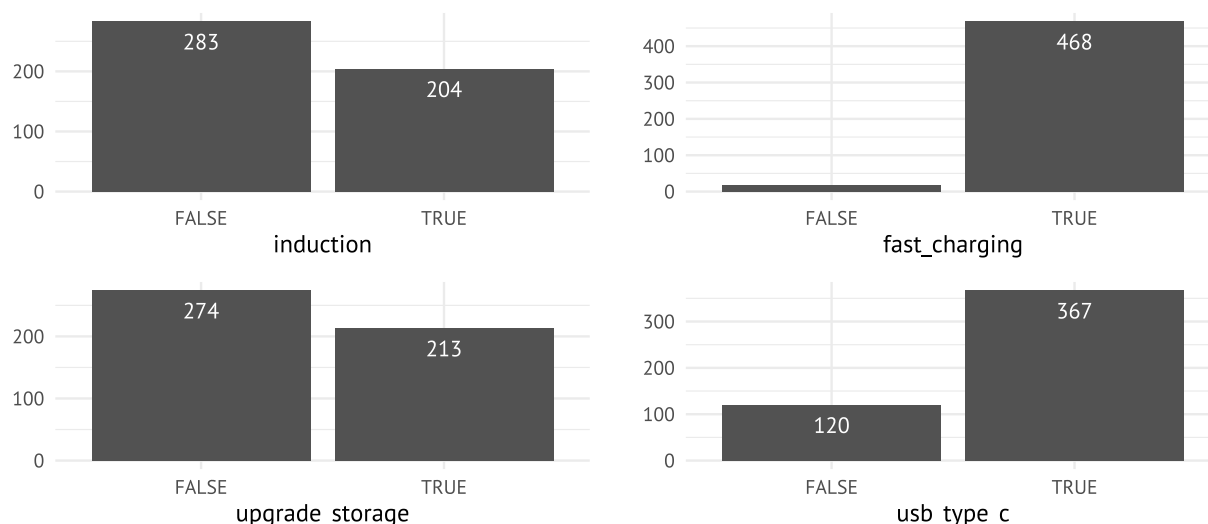 283
204
200
100
0
FALSE
TRUE
induction
468
400
300
200
100
0
FALSE
TRUE
fast_charging
274
213
200
100
0
FALSE
TRUE
upgrade_storage
367
120
300
200
100
0
FALSE
TRUE
usb_type_c